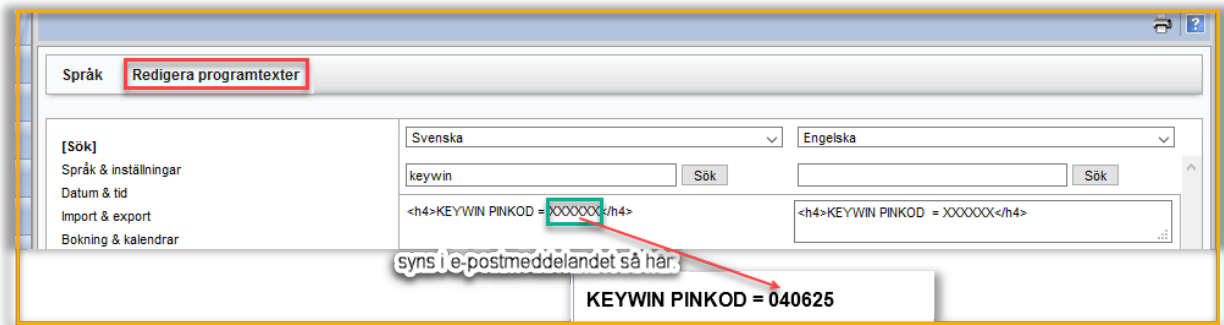 ?
Språk Redigera programtexter
[Sök] Svenska Engelska
Språk & inställningar keywin Sök Sök
Datum & tid
Import & export <h4>KEYWIN PINKOD = XXXXXX</h4> <h4>KEYWIN PINKOD  = XXXXXX</h4>
Bokning & kalendrar
syns i e-postmeddelandet så här:
KEYWIN PINKOD = 040625